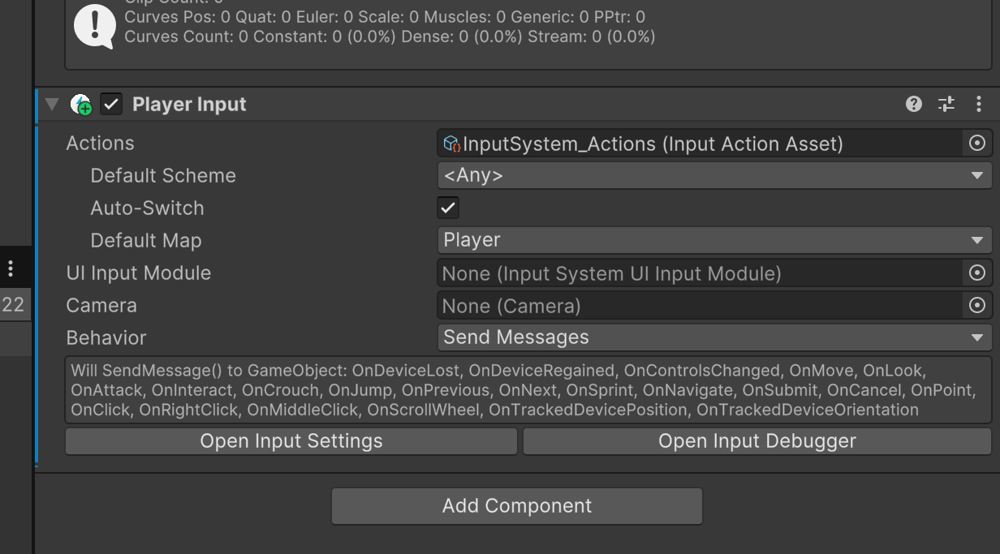 Clip Count: 0
Curves Pos: 0 Quat: 0 Euler: 0 Scale: 0 Muscles: 0 Generic: 0 PPtr: 0
Curves Count: 0 Constant: 0 (0.0%) Dense: 0 (0.0%) Stream: 0 (0.0%)
Player Input
Actions InputSystem_Actions (Input Action Asset)
Default Scheme <Any>
Auto-Switch
Default Map Player
UI Input Module None (Input System UI Input Module)
22
Camera None (Camera)
Behavior Send Messages
Will SendMessage() to GameObject: OnDeviceLost, OnDeviceRegained, OnControlsChanged, OnMove, OnLook,
OnAttack, OnInteract, OnCrouch, OnJump, OnPrevious, OnNext, OnSprint, OnNavigate, OnSubmit, OnCancel, OnPoint,
OnClick, OnRightClick, OnMiddleClick, OnScrollWheel, OnTrackedDevicePosition, OnTrackedDeviceOrientation
Open Input Settings Open Input Debugger
Add Component